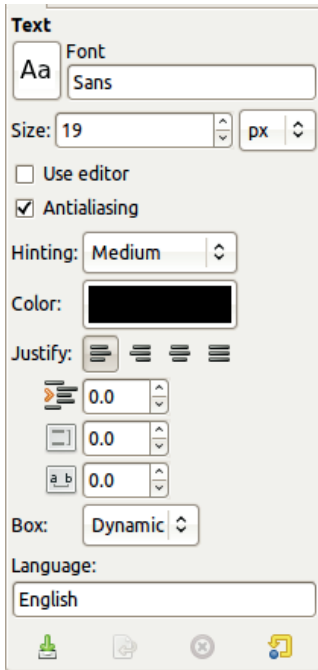 Text
Aa
Font
Sans
Size: 19 px
Use editor
Antialiasing
Hinting: Medium
Color:
Justify:
0.0
0.0
a b 0.0
Box: Dynamic
Language:
English